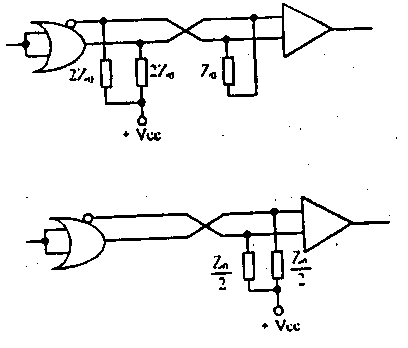 2Z₀ 2Z₀ Z₀
+ Vcc
Z₀/2 Z₀/2
+ Vcc